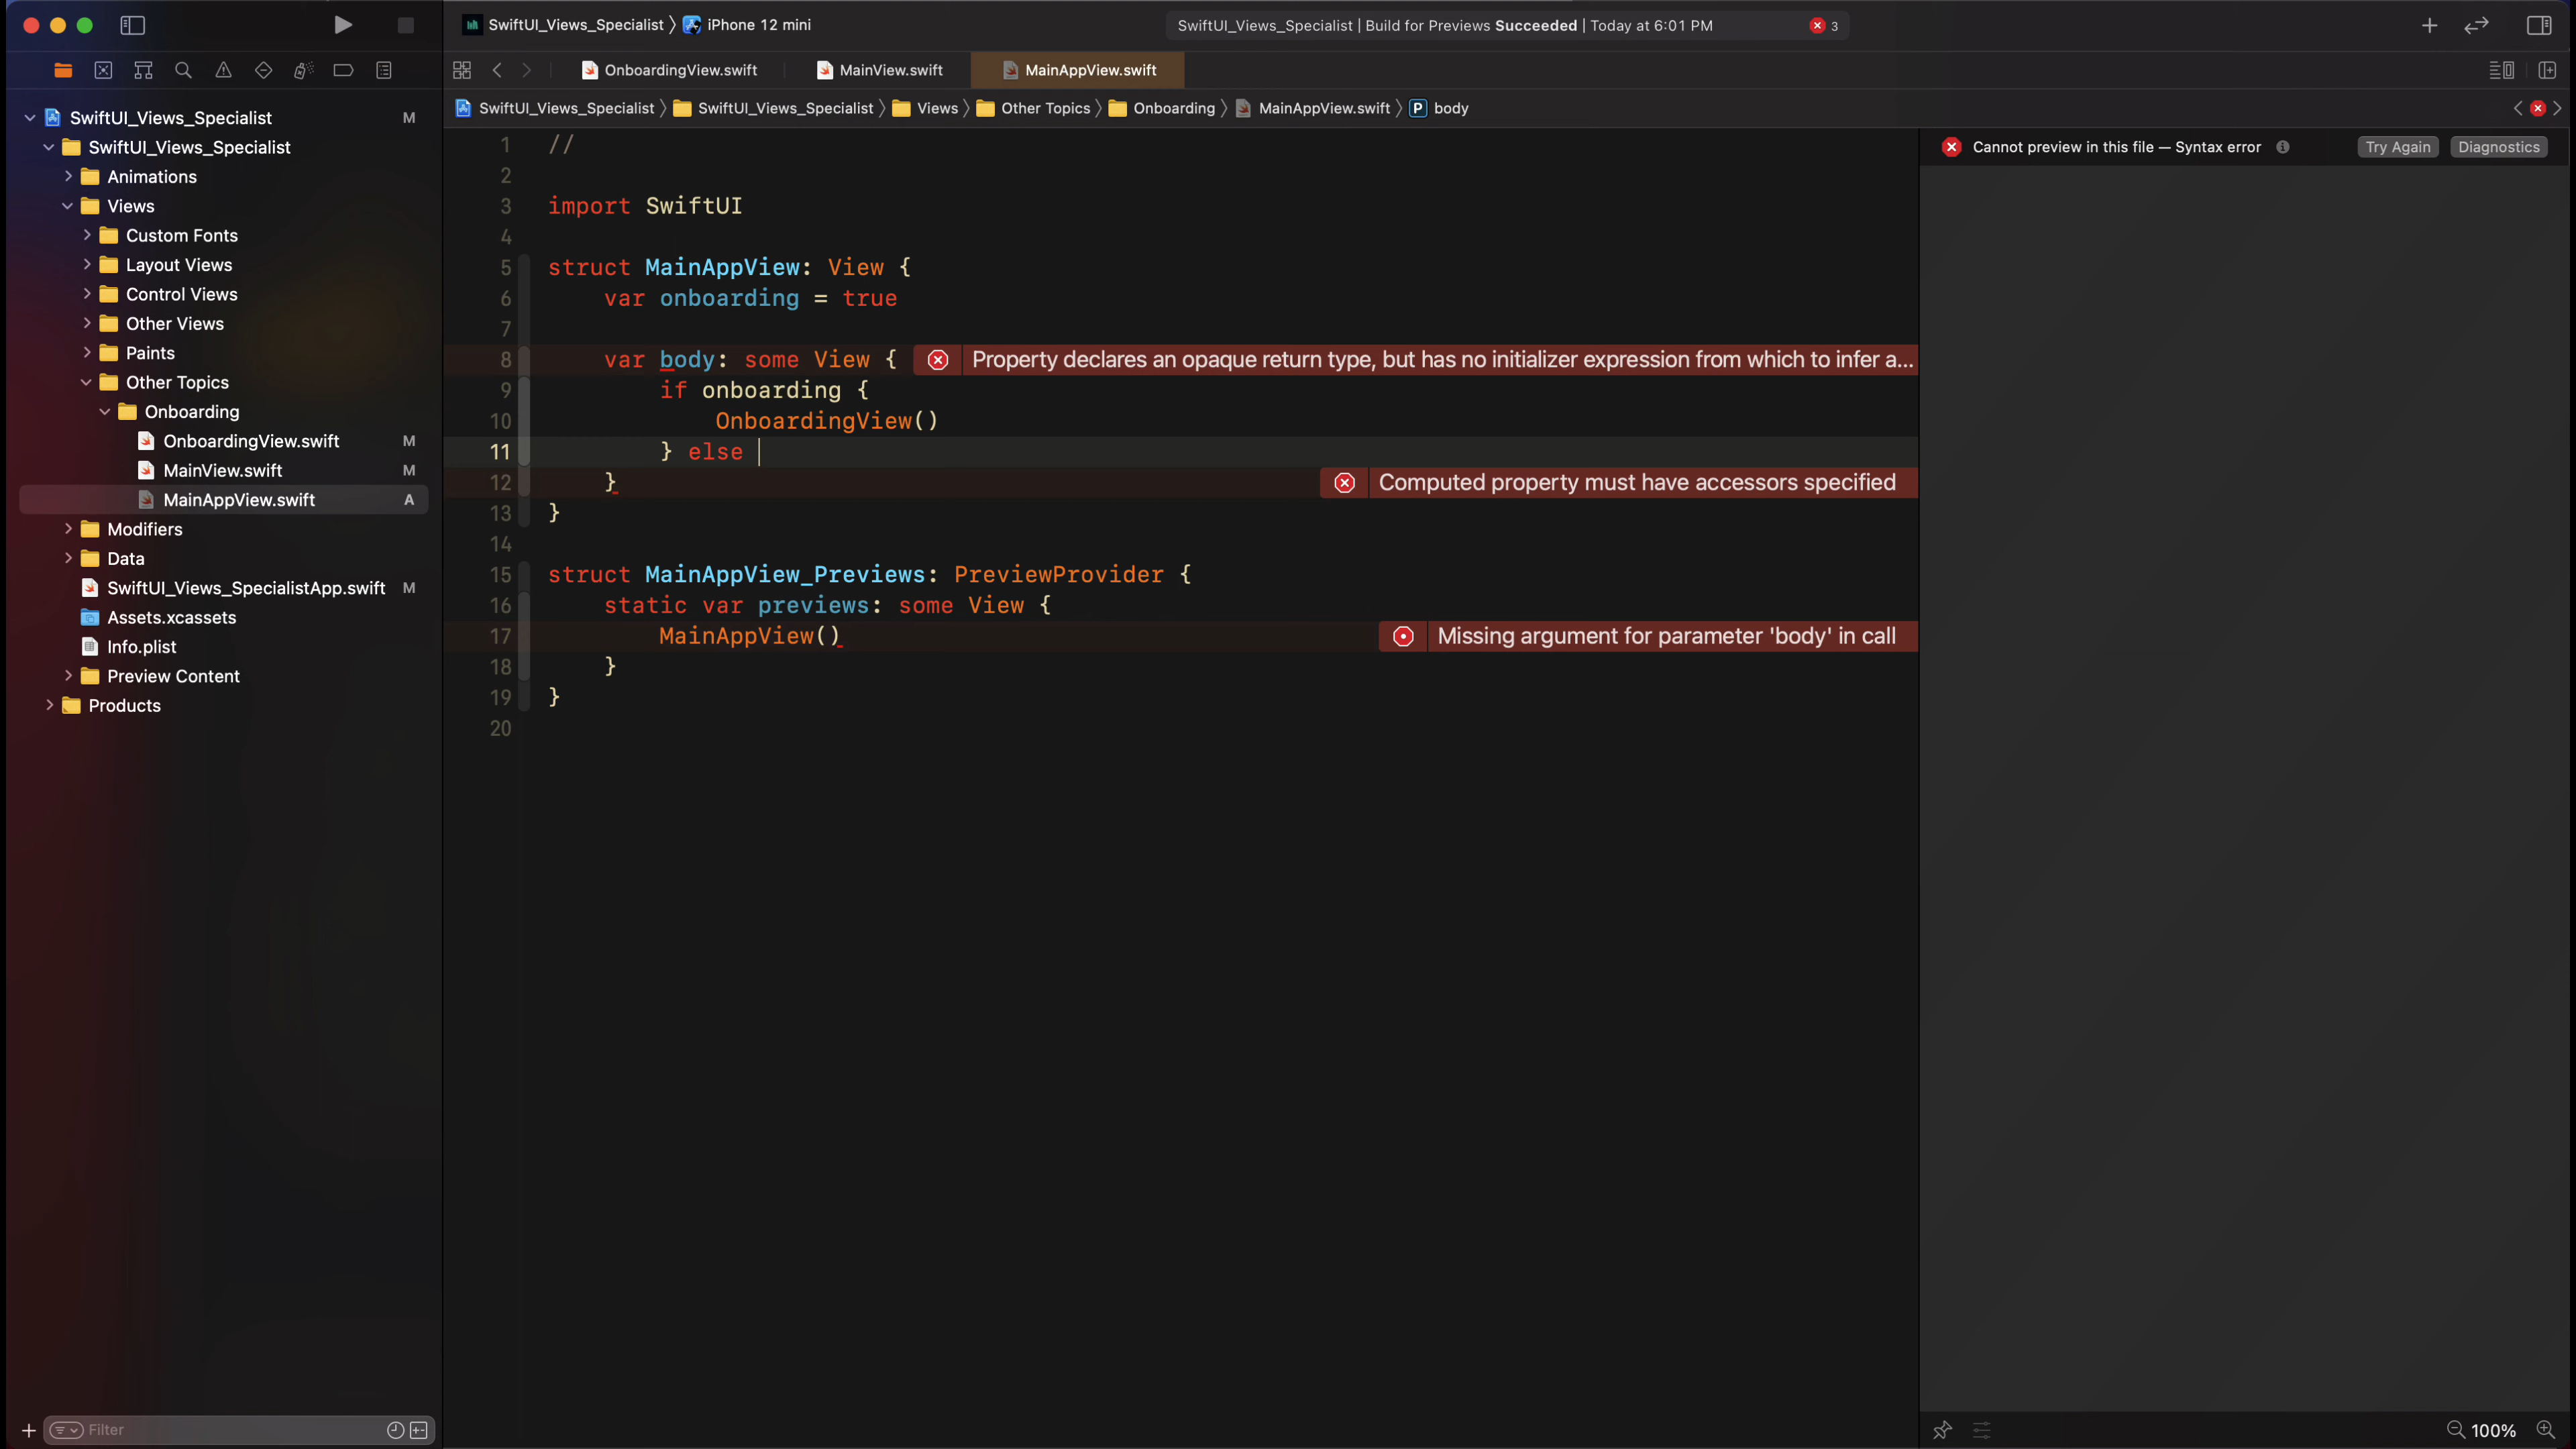 SwiftUI_Views_Specialist 〉 iPhone 12 mini
SwiftUI_Views_Specialist | Build for Previews Succeeded | Today at 6:01 PM
3
OnboardingView.swift
MainView.swift
MainAppView.swift
SwiftUI_Views_Specialist 〉 SwiftUI_Views_Specialist 〉 Views 〉 Other Topics 〉 Onboarding 〉 MainAppView.swift 〉 P body
SwiftUI_Views_Specialist M
SwiftUI_Views_Specialist
Animations
Views
Custom Fonts
Layout Views
Control Views
Other Views
Paints
Other Topics
Onboarding
OnboardingView.swift M
MainView.swift M
MainAppView.swift A
Modifiers
Data
SwiftUI_Views_SpecialistApp.swift M
Assets.xcassets
Info.plist
Preview Content
Products
Filter
1 //
2
3 import SwiftUI
4
5 struct MainAppView: View {
6 var onboarding = true
7
8 var body: some View { Property declares an opaque return type, but has no initializer expression from which to infer a...
9 if onboarding {
10 OnboardingView()
11 } else
12 } Computed property must have accessors specified
13 }
14
15 struct MainAppView_Previews: PreviewProvider {
16 static var previews: some View {
17 MainAppView() Missing argument for parameter 'body' in call
18 }
19 }
20
Cannot preview in this file — Syntax error
Try Again
Diagnostics
100%